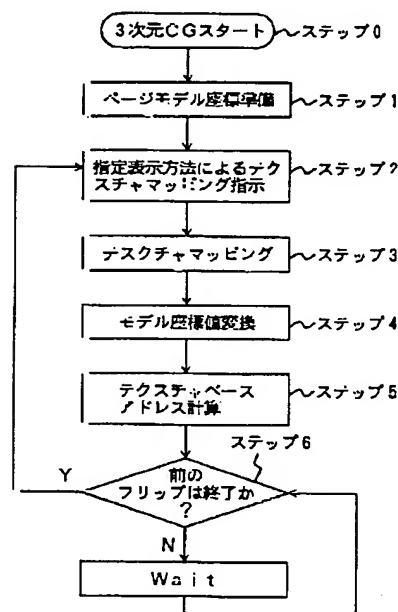 3次元CGスタート
ステップ0
ページモデル座標準備
ステップ1
指定表示方法によるテク
スチャマッピング指示
ステップ2
テスクチャマッピング
ステップ3
モデル座標値変換
ステップ4
テクスチャベース
アドレス計算
ステップ5
ステップ6
前の
フリップは終了か
?
Y
N
Wait